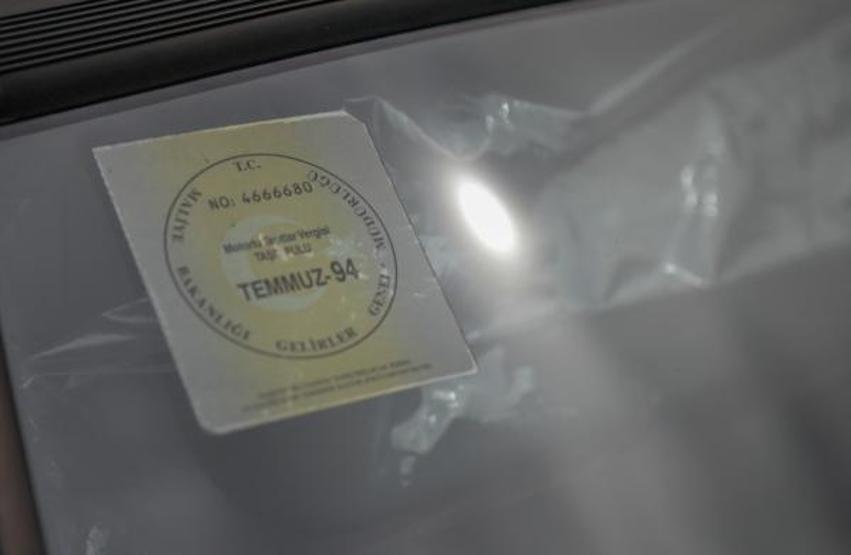 T.C.
MALİYE BAKANLIĞI GELİRLER GENEL MÜDÜRLÜĞÜ
NO: 4666680
Motorlu Taşıtlar Vergisi
TAŞIT PULU
TEMMUZ-94